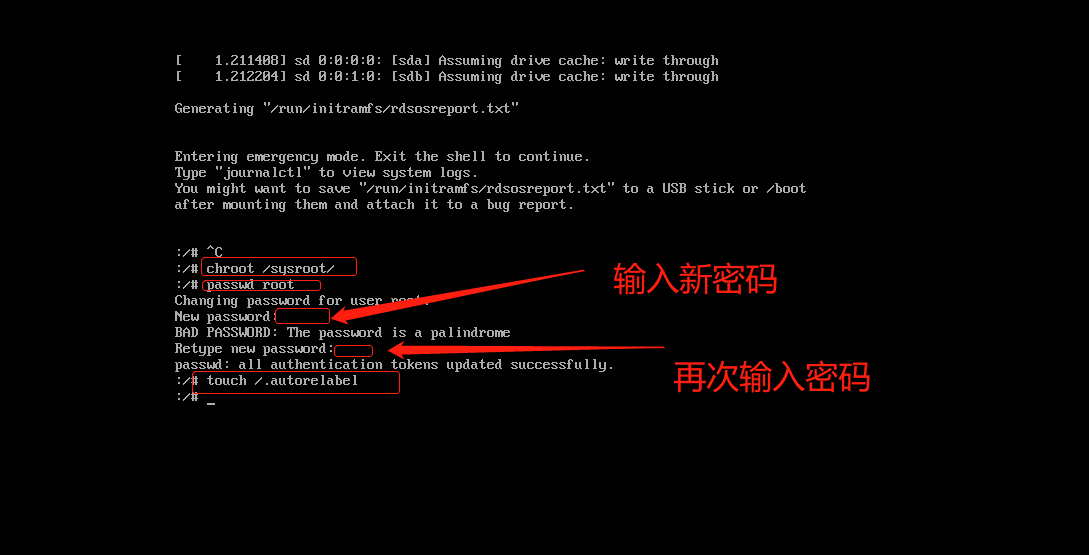 [    1.211408] sd 0:0:0:0: [sda] Assuming drive cache: write through
[    1.212204] sd 0:0:1:0: [sdb] Assuming drive cache: write through
Generating "/run/initramfs/rdsosreport.txt"
Entering emergency mode. Exit the shell to continue.
Type "journalctl" to view system logs.
You might want to save "/run/initramfs/rdsosreport.txt" to a USB stick or /boot
after mounting them and attach it to a bug report.
:/# ^C
:/# chroot /sysroot/
:/# passwd root
Changing password for user root.
New password:
输入新密码
BAD PASSWORD: The password is a palindrome
Retype new password:
再次输入密码
passwd: all authentication tokens updated successfully.
:/# touch /.autorelabel
:/# _